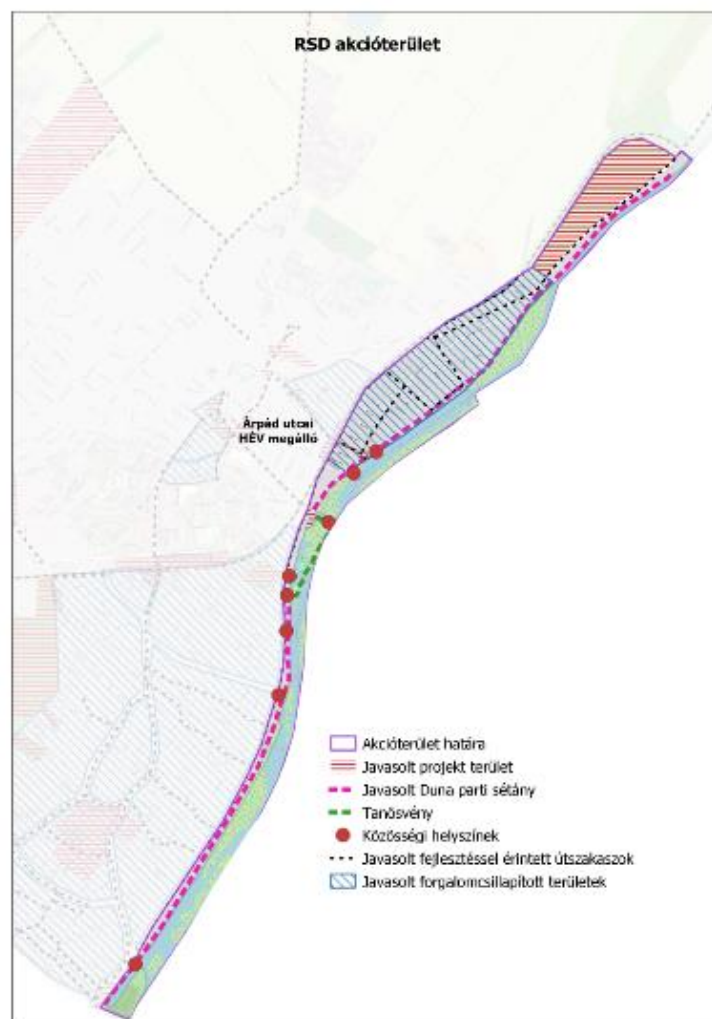 RSD akcióterület
Árpád utcai
HÉV megálló
Akcióterület határa
Javasolt projekt terület
Javasolt Duna parti sétány
Tanösvény
Közösségi helyszínek
Javasolt fejlesztéssel érintett útszakaszok
Javasolt forgalomcsillapított területek